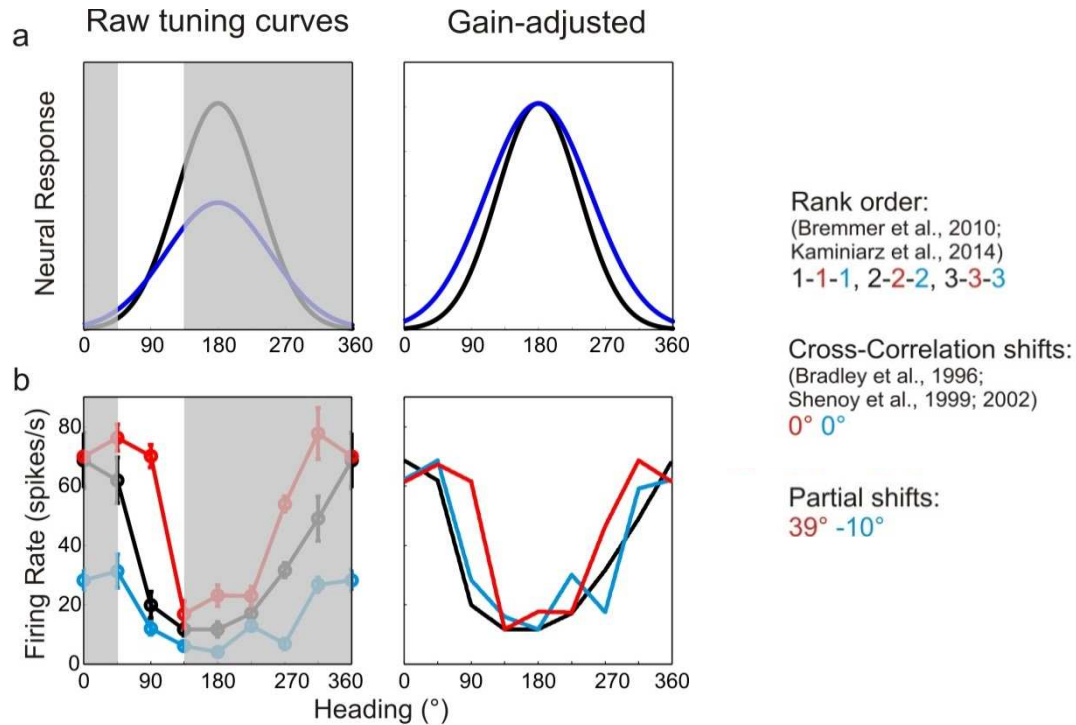 Raw tuning curves
Gain-adjusted
a
Neural Response
0 90 180 270 360
0 90 180 270 360
b
Firing Rate (spikes/s)
80
60
40
20
0
0 90 180 270 360
0 90 180 270 360
Heading (°)
Rank order:
(Bremmer et al., 2010;
Kaminiarz et al., 2014)
1-1-1, 2-2-2, 3-3-3
Cross-Correlation shifts:
(Bradley et al., 1996;
Shenoy et al., 1999; 2002)
0° 0°
Partial shifts:
39° -10°